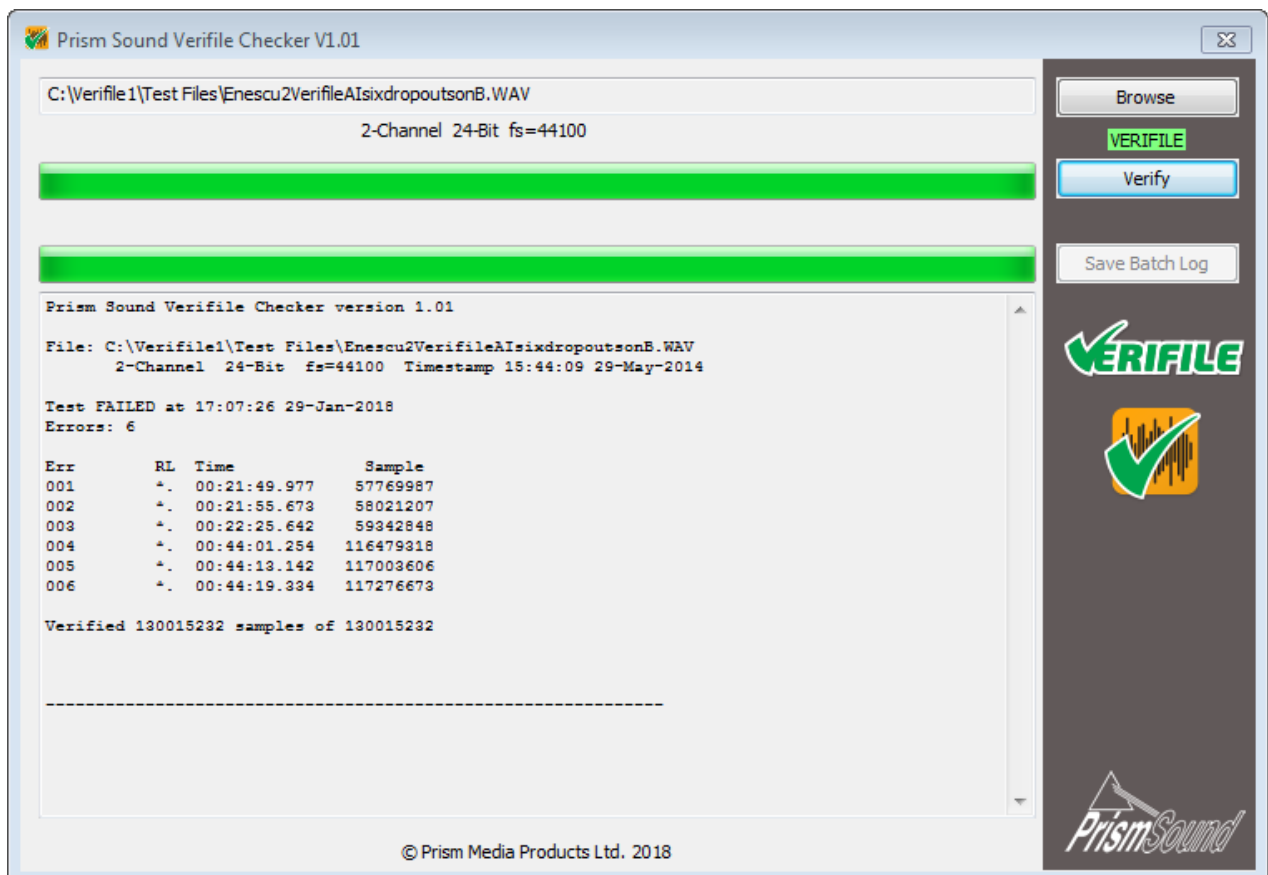 Prism Sound Verifile Checker V1.01
C:\Verifile1\Test Files\Enescu2VerifileAIsixdropoutsonB.WAV
Browse
2-Channel 24-Bit fs=44100
VERIFILE
Verify
Save Batch Log
Prism Sound Verifile Checker version 1.01
File: C:\Verifile1\Test Files\Enescu2VerifileAIsixdropoutsonB.WAV
2-Channel 24-Bit fs=44100 Timestamp 15:44:09 29-May-2014
VERIFILE
Test FAILED at 17:07:26 29-Jan-2018
Errors: 6
Err RL Time Sample
001 *. 00:21:49.977 57769987
002 *. 00:21:55.673 58021207
003 *. 00:22:25.642 59342848
004 *. 00:44:01.254 116479318
005 *. 00:44:13.142 117003606
006 *. 00:44:19.334 117276673
Verified 130015232 samples of 130015232
--------------------------------------------------------------
PrismSound
© Prism Media Products Ltd. 2018